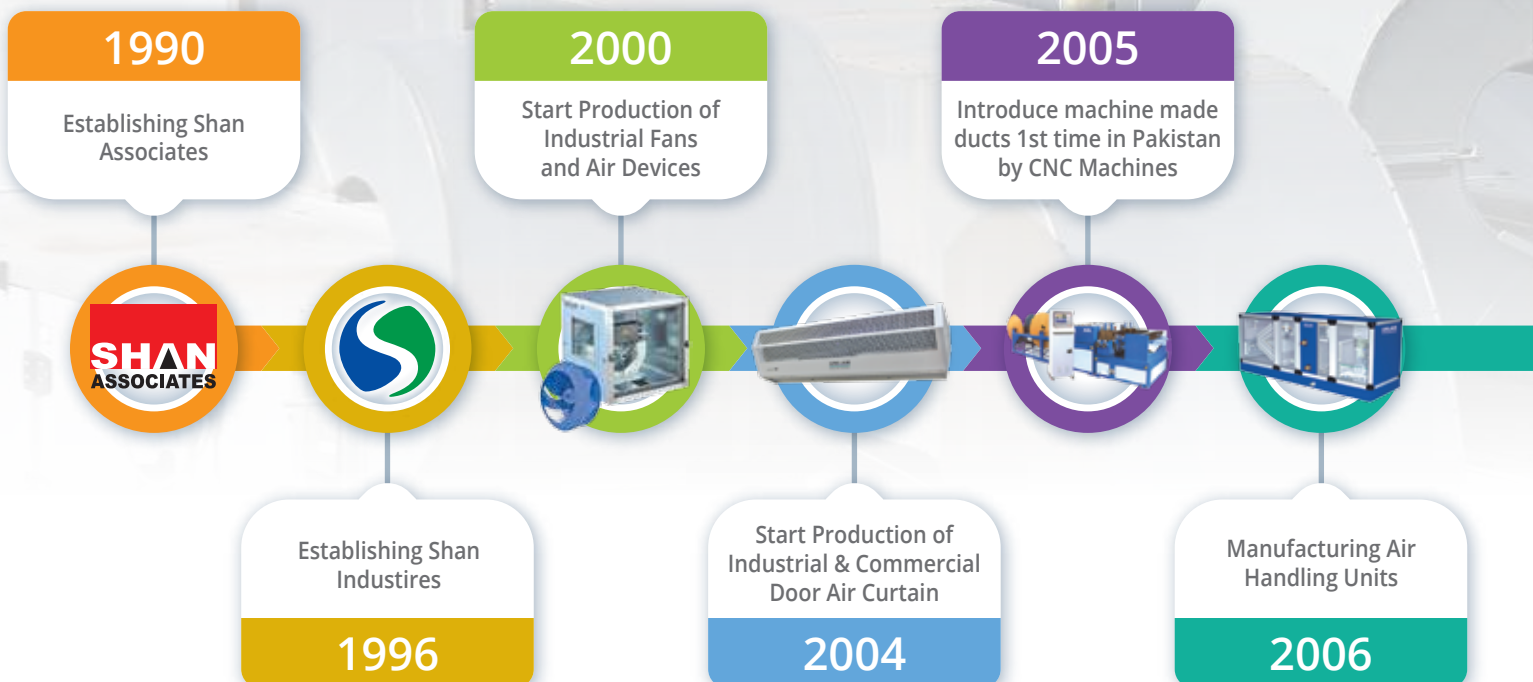 1990
Establishing Shan
Associates
2000
Start Production of
Industrial Fans
and Air Devices
2005
Introduce machine made
ducts 1st time in Pakistan
by CNC Machines
SHAN
ASSOCIATES
Establishing Shan
Industires
1996
Start Production of
Industrial & Commercial
Door Air Curtain
2004
Manufacturing Air
Handling Units
2006